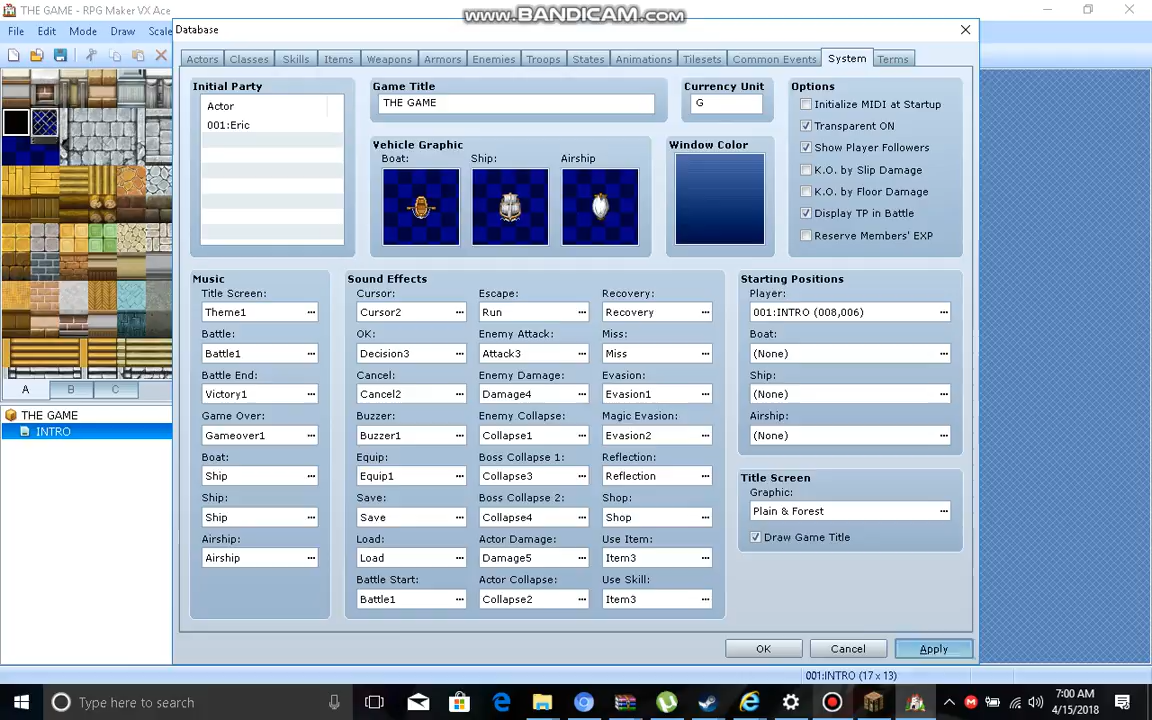 THE GAME - RPG Maker VX Ace
www.BANDICAM.com
File Edit Mode Draw Scale
Database
Actors Classes Skills Items Weapons Armors Enemies Troops States Animations Tilesets Common Events System Terms
Initial Party
Actor
001:Eric
Game Title
THE GAME
Currency Unit
G
Vehicle Graphic
Boat: Ship: Airship
Window Color
Options
Initialize MIDI at Startup
Transparent ON
Show Player Followers
K.O. by Slip Damage
K.O. by Floor Damage
Display TP in Battle
Reserve Members' EXP
A B C
THE GAME
INTRO
Music
Title Screen:
Theme1 ...
Battle:
Battle1 ...
Battle End:
Victory1 ...
Game Over:
Gameover1 ...
Boat:
Ship ...
Ship:
Ship ...
Airship:
Airship ...
Sound Effects
Cursor: Escape: Recovery:
Cursor2 ... Run ... Recovery ...
OK: Enemy Attack: Miss:
Decision3 ... Attack3 ... Miss ...
Cancel: Enemy Damage: Evasion:
Cancel2 ... Damage4 ... Evasion1 ...
Buzzer: Enemy Collapse: Magic Evasion:
Buzzer1 ... Collapse1 ... Evasion2 ...
Equip: Boss Collapse 1: Reflection:
Equip1 ... Collapse3 ... Reflection ...
Save: Boss Collapse 2: Shop:
Save ... Collapse4 ... Shop ...
Load: Actor Damage: Use Item:
Load ... Damage5 ... Item3 ...
Battle Start: Actor Collapse: Use Skill:
Battle1 ... Collapse2 ... Item3 ...
Starting Positions
Player:
001:INTRO (008,006) ...
Boat:
(None) ...
Ship:
(None) ...
Airship:
(None) ...
Title Screen
Graphic:
Plain & Forest ...
Draw Game Title
OK Cancel Apply
001:INTRO (17 x 13)
Type here to search
7:00 AM
4/15/2018